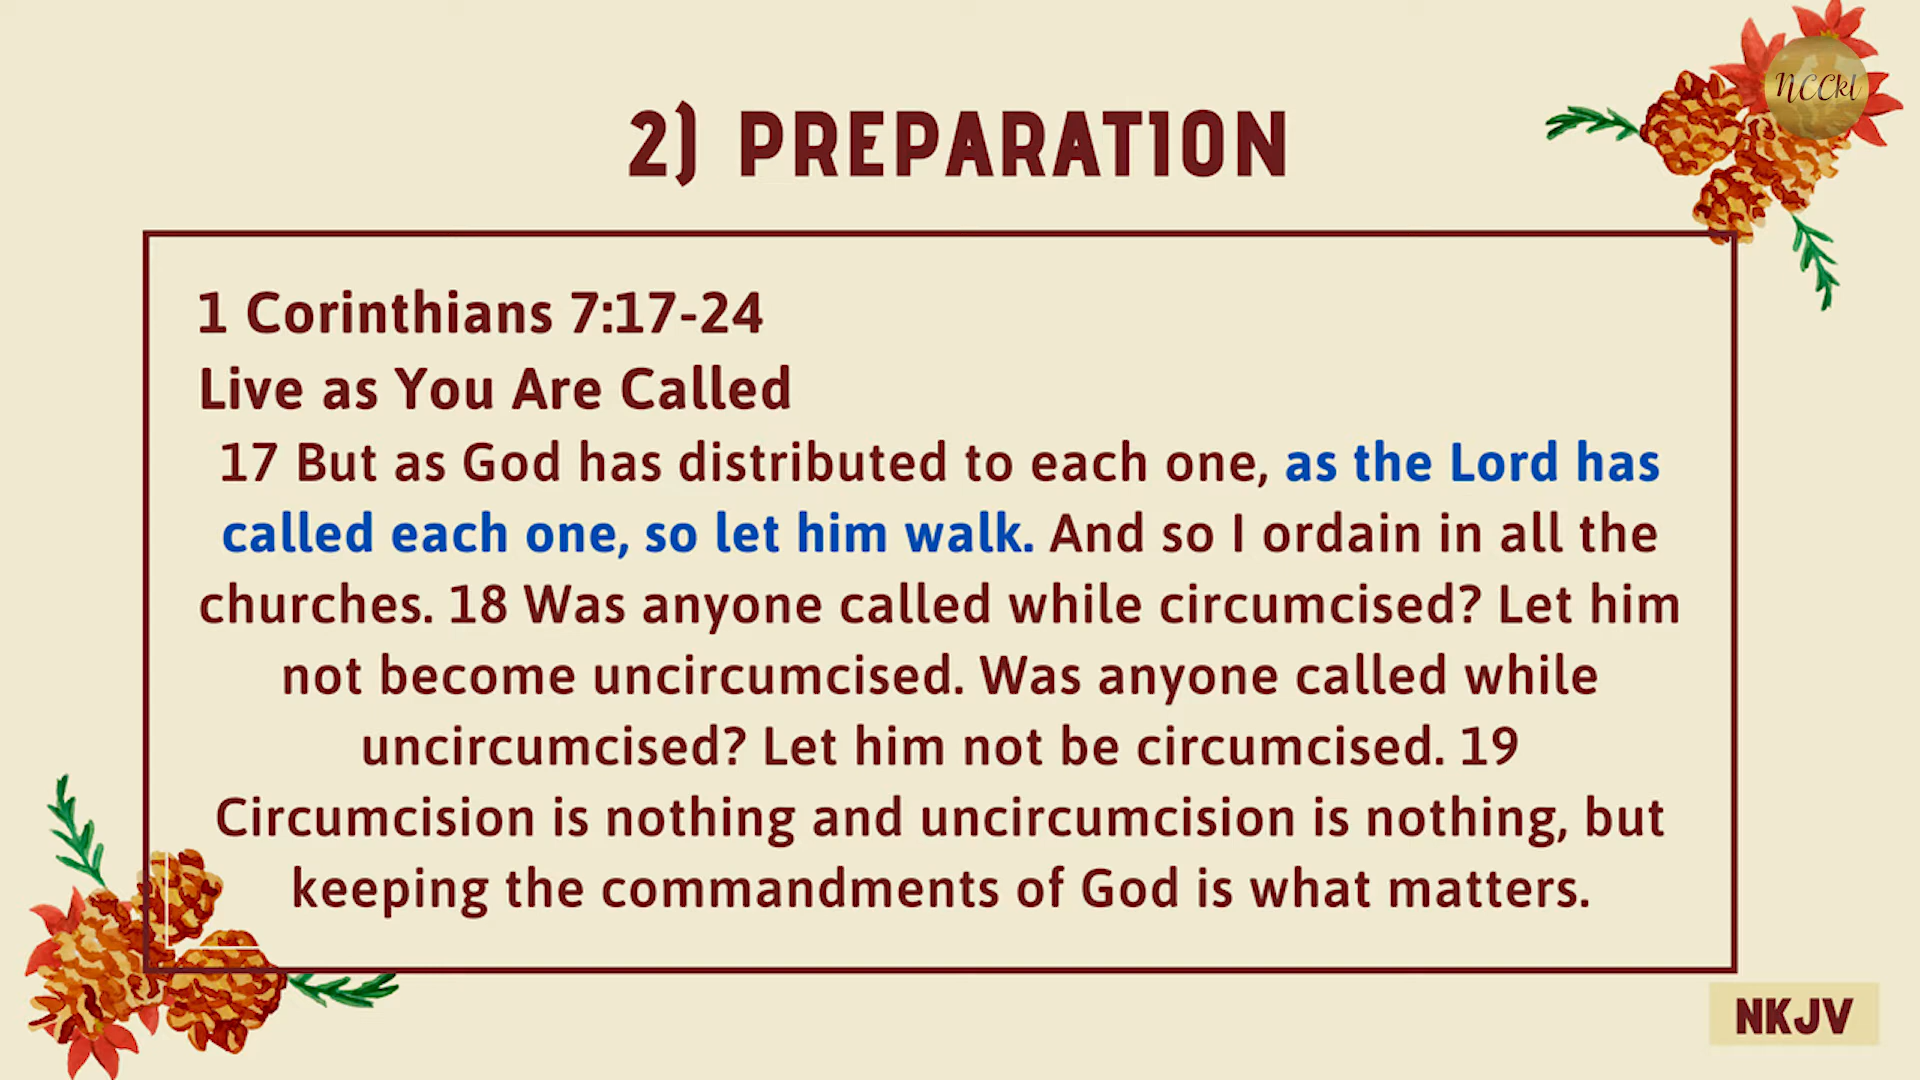 NCCkl
2) PREPARATION
1 Corinthians 7:17-24
Live as You Are Called
17 But as God has distributed to each one, as the Lord has
called each one, so let him walk. And so I ordain in all the
churches. 18 Was anyone called while circumcised? Let him
not become uncircumcised. Was anyone called while
uncircumcised? Let him not be circumcised. 19
Circumcision is nothing and uncircumcision is nothing, but
keeping the commandments of God is what matters.
NKJV